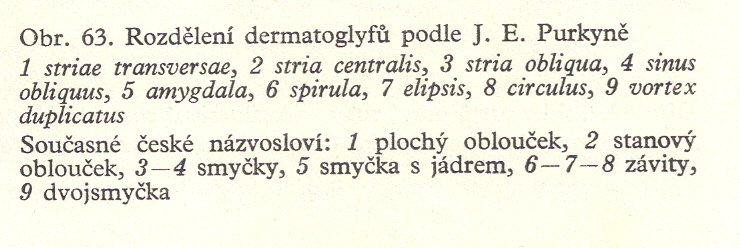 Obr. 63. Rozdělení dermatoglyfů podle J. E. Purkyně
1 striae transversae, 2 stria centralis, 3 stria obliqua, 4 sinus
obliquus, 5 amygdala, 6 spirula, 7 elipsis, 8 circulus, 9 vortex
duplicatus
Současné české názvosloví: 1 plochý oblouček, 2 stanový
oblouček, 3—4 smyčky, 5 smyčka s jádrem, 6—7—8 závity,
9 dvojsmyčka